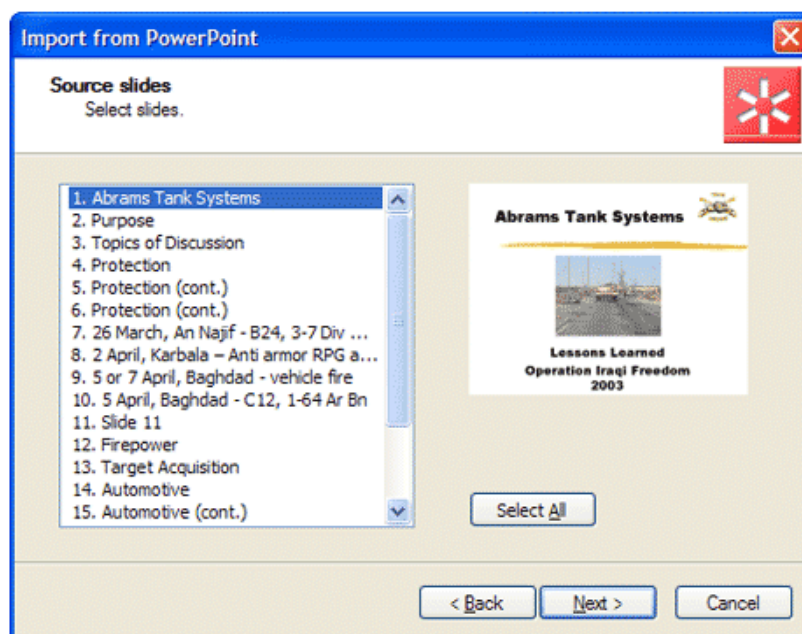 Import from PowerPoint
Source slides
Select slides.
1. Abrams Tank Systems
2. Purpose
3. Topics of Discussion
4. Protection
5. Protection (cont.)
6. Protection (cont.)
7. 26 March, An Najif - B24, 3-7 Div ...
8. 2 April, Karbala – Anti armor RPG a...
9. 5 or 7 April, Baghdad - vehicle fire
10. 5 April, Baghdad - C12, 1-64 Ar Bn
11. Slide 11
12. Firepower
13. Target Acquisition
14. Automotive
15. Automotive (cont.)
Abrams Tank Systems
Lessons Learned
Operation Iraqi Freedom
2003
Select All
< Back
Next >
Cancel